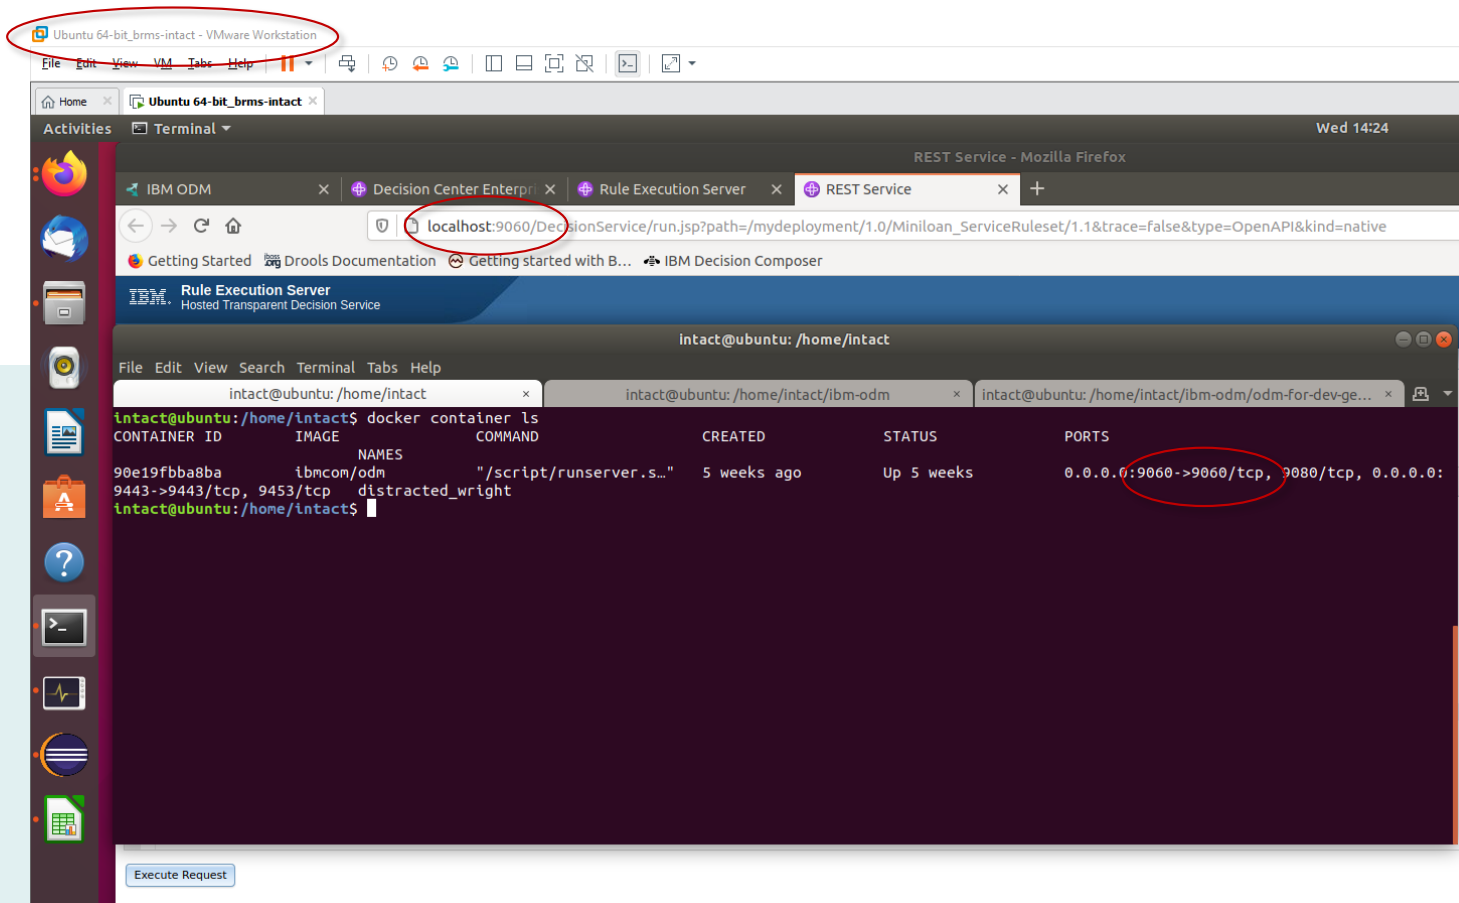 Ubuntu 64-bit_brms-intact - VMware Workstation
File Edit View VM Tabs Help
Home Ubuntu 64-bit_brms-intact
Activities Terminal Wed 14:24
REST Service - Mozilla Firefox
IBM ODM Decision Center Enterpri Rule Execution Server REST Service
localhost:9060/DecisionService/run.jsp?path=/mydeployment/1.0/Miniloan_ServiceRuleset/1.1&trace=false&type=OpenAPI&kind=native
Getting Started Drools Documentation Getting started with B... IBM Decision Composer
IBM. Rule Execution Server
Hosted Transparent Decision Service
intact@ubuntu: /home/intact
File Edit View Search Terminal Tabs Help
intact@ubuntu: /home/intact × intact@ubuntu: /home/intact/ibm-odm × intact@ubuntu: /home/intact/ibm-odm/odm-for-dev-ge... ×
intact@ubuntu:/home/intact$ docker container ls
CONTAINER ID IMAGE COMMAND CREATED STATUS PORTS
NAMES
90e19fbba8ba ibmcom/odm "/script/runserver.s…" 5 weeks ago Up 5 weeks 0.0.0.0:9060->9060/tcp, 9080/tcp, 0.0.0.0:
9443->9443/tcp, 9453/tcp distracted_wright
intact@ubuntu:/home/intact$
Execute Request